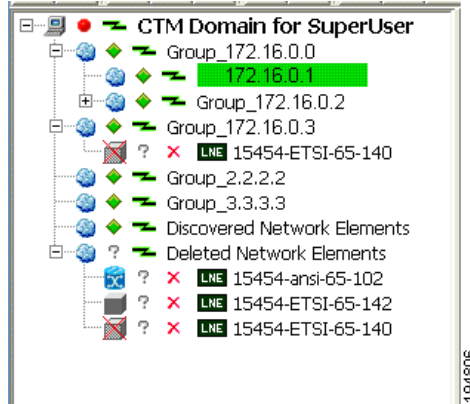 CTM Domain for SuperUser
Group_172.16.0.0
172.16.0.1
Group_172.16.0.2
Group_172.16.0.3
? LNE 15454-ETSI-65-140
Group_2.2.2.2
Group_3.3.3.3
Discovered Network Elements
? Deleted Network Elements
? LNE 15454-ansi-65-102
? LNE 15454-ETSI-65-142
? LNE 15454-ETSI-65-140
194806